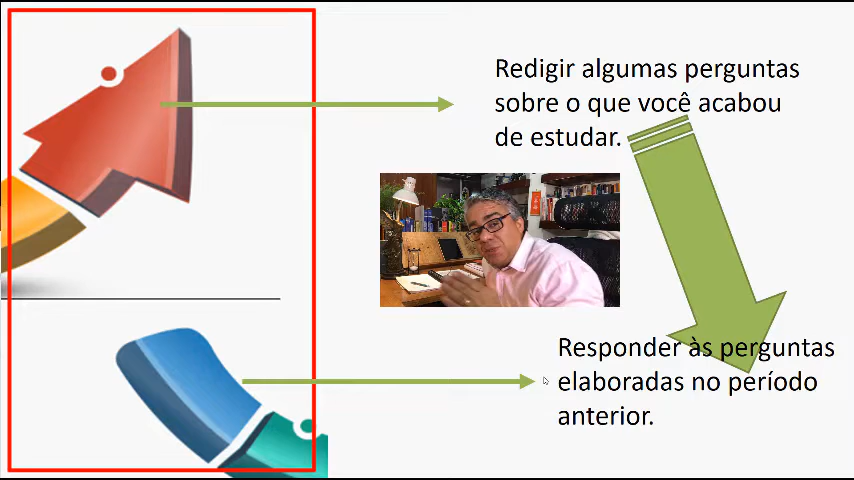 Redigir algumas perguntas
sobre o que você acabou
de estudar.
Responder às perguntas
elaboradas no período
anterior.